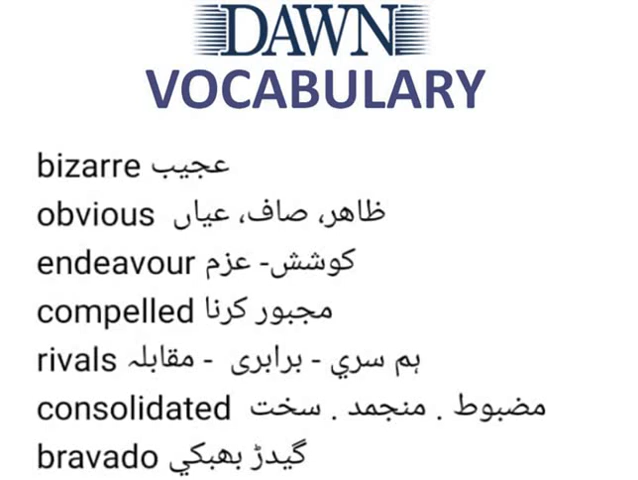 DAWN
VOCABULARY
bizarre عجیب
obvious ظاهر، صاف، عیاں
endeavour کوشش- عزم
compelled مجبور کرنا
rivals ہم سري - برابری - مقابلہ
consolidated مضبوط . منجمد . سخت
bravado گیدڑ بھبکي